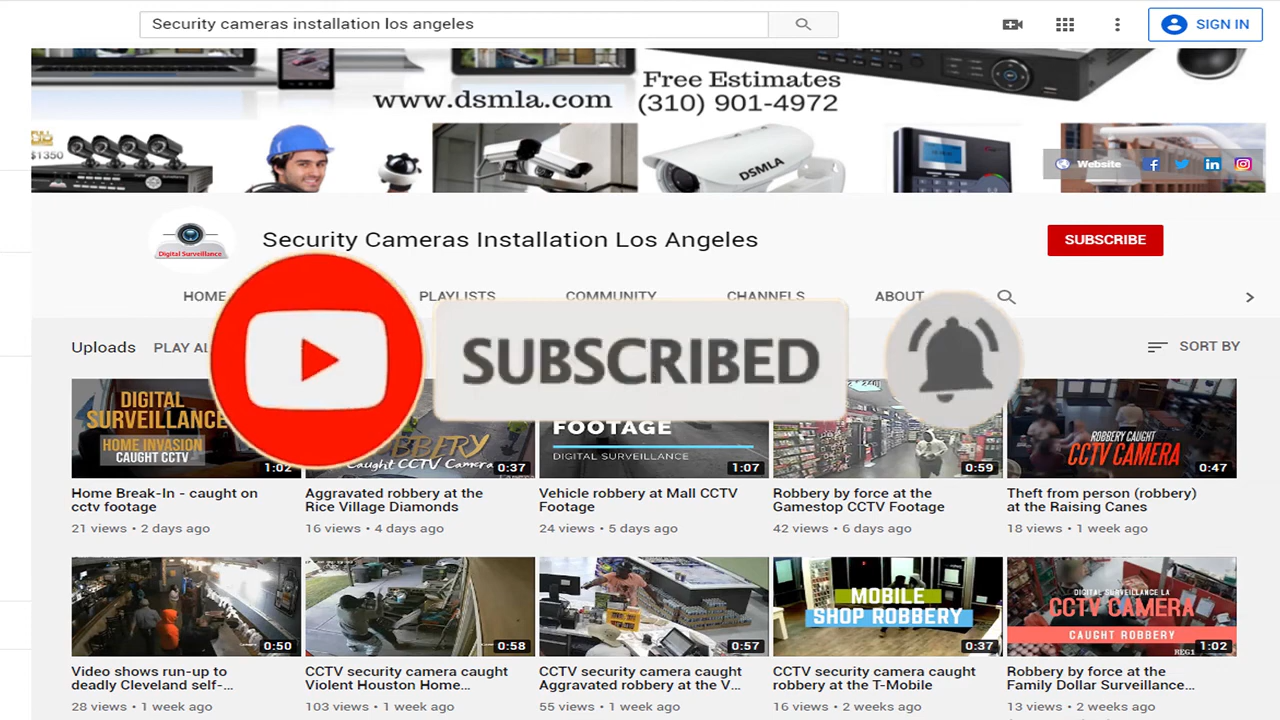 Security cameras installation los angeles
SIGN IN
Free Estimates
www.dsmla.com
(310) 901-4972
$1350
DSMLA
Website
Digital Surveillance
Security Cameras Installation Los Angeles
SUBSCRIBE
HOME
PLAYLISTS
COMMUNITY
CHANNELS
ABOUT
Uploads
PLAY AL
SORT BY
SUBSCRIBED
DIGITAL
SURVEILLANCE
HOME INVASION
CAUGHT CCTV
1:02
Caught CCTV Camera
0:37
FOOTAGE
DIGITAL SURVEILLANCE
1:07
0:59
ROBBERY CAUGHT
CCTV CAMERA
0:47
Home Break-In - caught on
cctv footage
21 views • 2 days ago
Aggravated robbery at the
Rice Village Diamonds
16 views • 4 days ago
Vehicle robbery at Mall CCTV
Footage
24 views • 5 days ago
Robbery by force at the
Gamestop CCTV Footage
42 views • 6 days ago
Theft from person (robbery)
at the Raising Canes
18 views • 1 week ago
0:50
0:58
0:57
MOBILE
SHOP ROBBERY
0:37
DIGITAL SURVEILLANCE LA
CCTV CAMERA
CAUGHT ROBBERY
REG1
1:02
Video shows run-up to
deadly Cleveland self-...
28 views • 1 week ago
CCTV security camera caught
Violent Houston Home...
103 views • 1 week ago
CCTV security camera caught
Aggravated robbery at the V...
55 views • 1 week ago
CCTV security camera caught
robbery at the T-Mobile
16 views • 2 weeks ago
Robbery by force at the
Family Dollar Surveillance...
13 views • 2 weeks ago